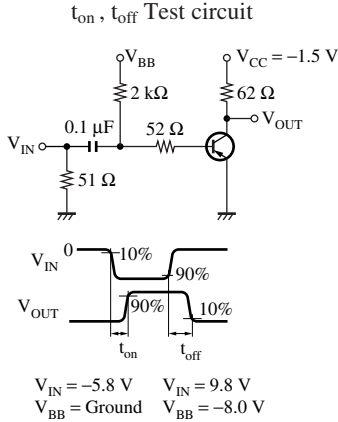 t_on , t_off Test circuit
V_BB
V_CC = −1.5 V
2 kΩ
62 Ω
V_OUT
0.1 µF
52 Ω
V_IN
51 Ω
0
V_IN
10%
90%
V_OUT
90%
10%
t_on
t_off
V_IN = −5.8 V V_IN = 9.8 V
V_BB = Ground V_BB = −8.0 V